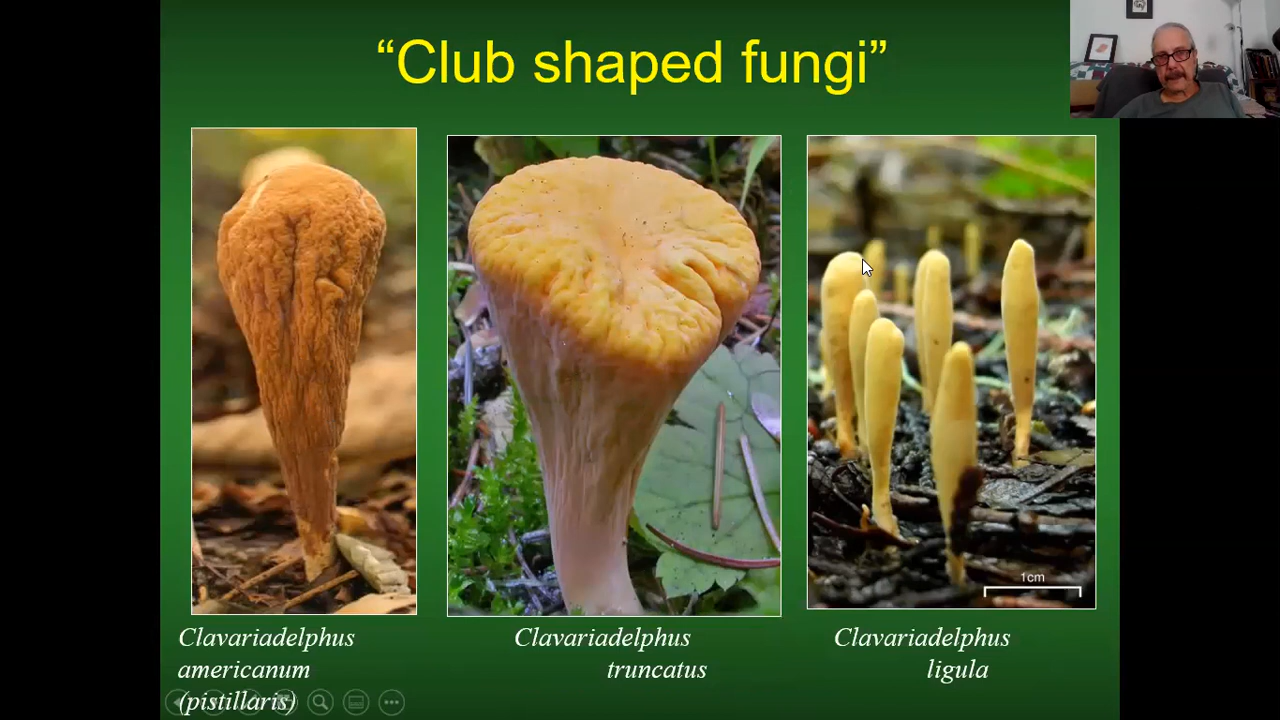 “Club shaped fungi”
1cm
Clavariadelphus
americanum
(pistillaris)
Clavariadelphus
truncatus
Clavariadelphus
ligula